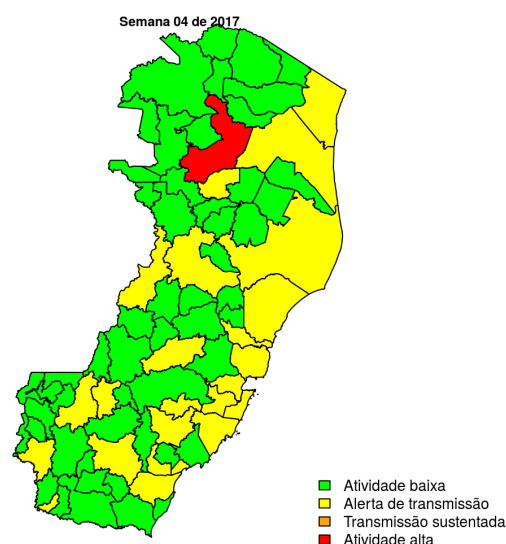 Semana 04 de 2017
Atividade baixa
Alerta de transmissão
Transmissão sustentada
Atividade alta